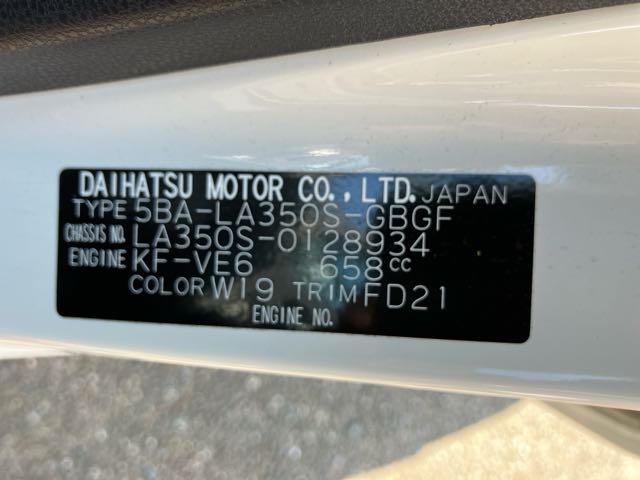 DAIHATSU MOTOR CO., LTD. JAPAN
TYPE 5BA-LA350S-GBGF
CHASSIS NO. LA350S-0128934
ENGINE KF-VE6 658cc
COLOR W19 TRIM FD21
ENGINE NO.